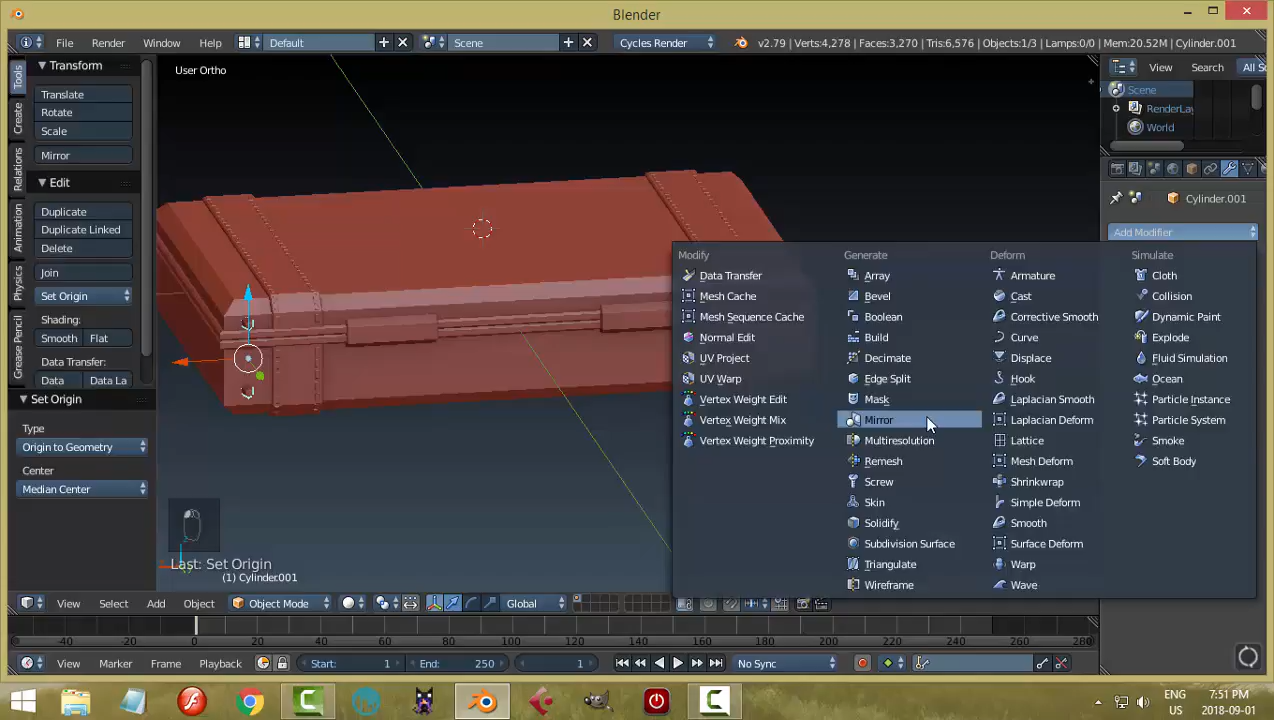 Blender
File Render Window Help Default Scene Cycles Render v2.79 | Verts:4,278 | Faces:3,270 | Tris:6,576 | Objects:1/3 | Lamps:0/0 | Mem:20.52M | Cylinder.001
Tools
Create
Relations
Animation
Physics
Grease Pencil
Transform
Translate
Rotate
Scale
Mirror
Edit
Duplicate
Duplicate Linked
Delete
Join
Set Origin
Shading:
Smooth Flat
Data Transfer:
Data Data La
Set Origin
Type
Origin to Geometry
Center
Median Center
User Ortho
Last: Set Origin
(1) Cylinder.001
View Search All S
Scene
RenderLay
World
Cylinder.001
Add Modifier
Modify
Data Transfer
Mesh Cache
Mesh Sequence Cache
Normal Edit
UV Project
UV Warp
Vertex Weight Edit
Vertex Weight Mix
Vertex Weight Proximity
Generate
Array
Bevel
Boolean
Build
Decimate
Edge Split
Mask
Mirror
Multiresolution
Remesh
Screw
Skin
Solidify
Subdivision Surface
Triangulate
Wireframe
Deform
Armature
Cast
Corrective Smooth
Curve
Displace
Hook
Laplacian Smooth
Laplacian Deform
Lattice
Mesh Deform
Shrinkwrap
Simple Deform
Smooth
Surface Deform
Warp
Wave
Simulate
Cloth
Collision
Dynamic Paint
Explode
Fluid Simulation
Ocean
Particle Instance
Particle System
Smoke
Soft Body
View Select Add Object Object Mode Global
-40 -20 0 20 40 60 80 100 120 140 160 180 200 220 240 260 280
View Marker Frame Playback Start: 1 End: 250 1 No Sync
ENG 7:51 PM
US 2018-09-01